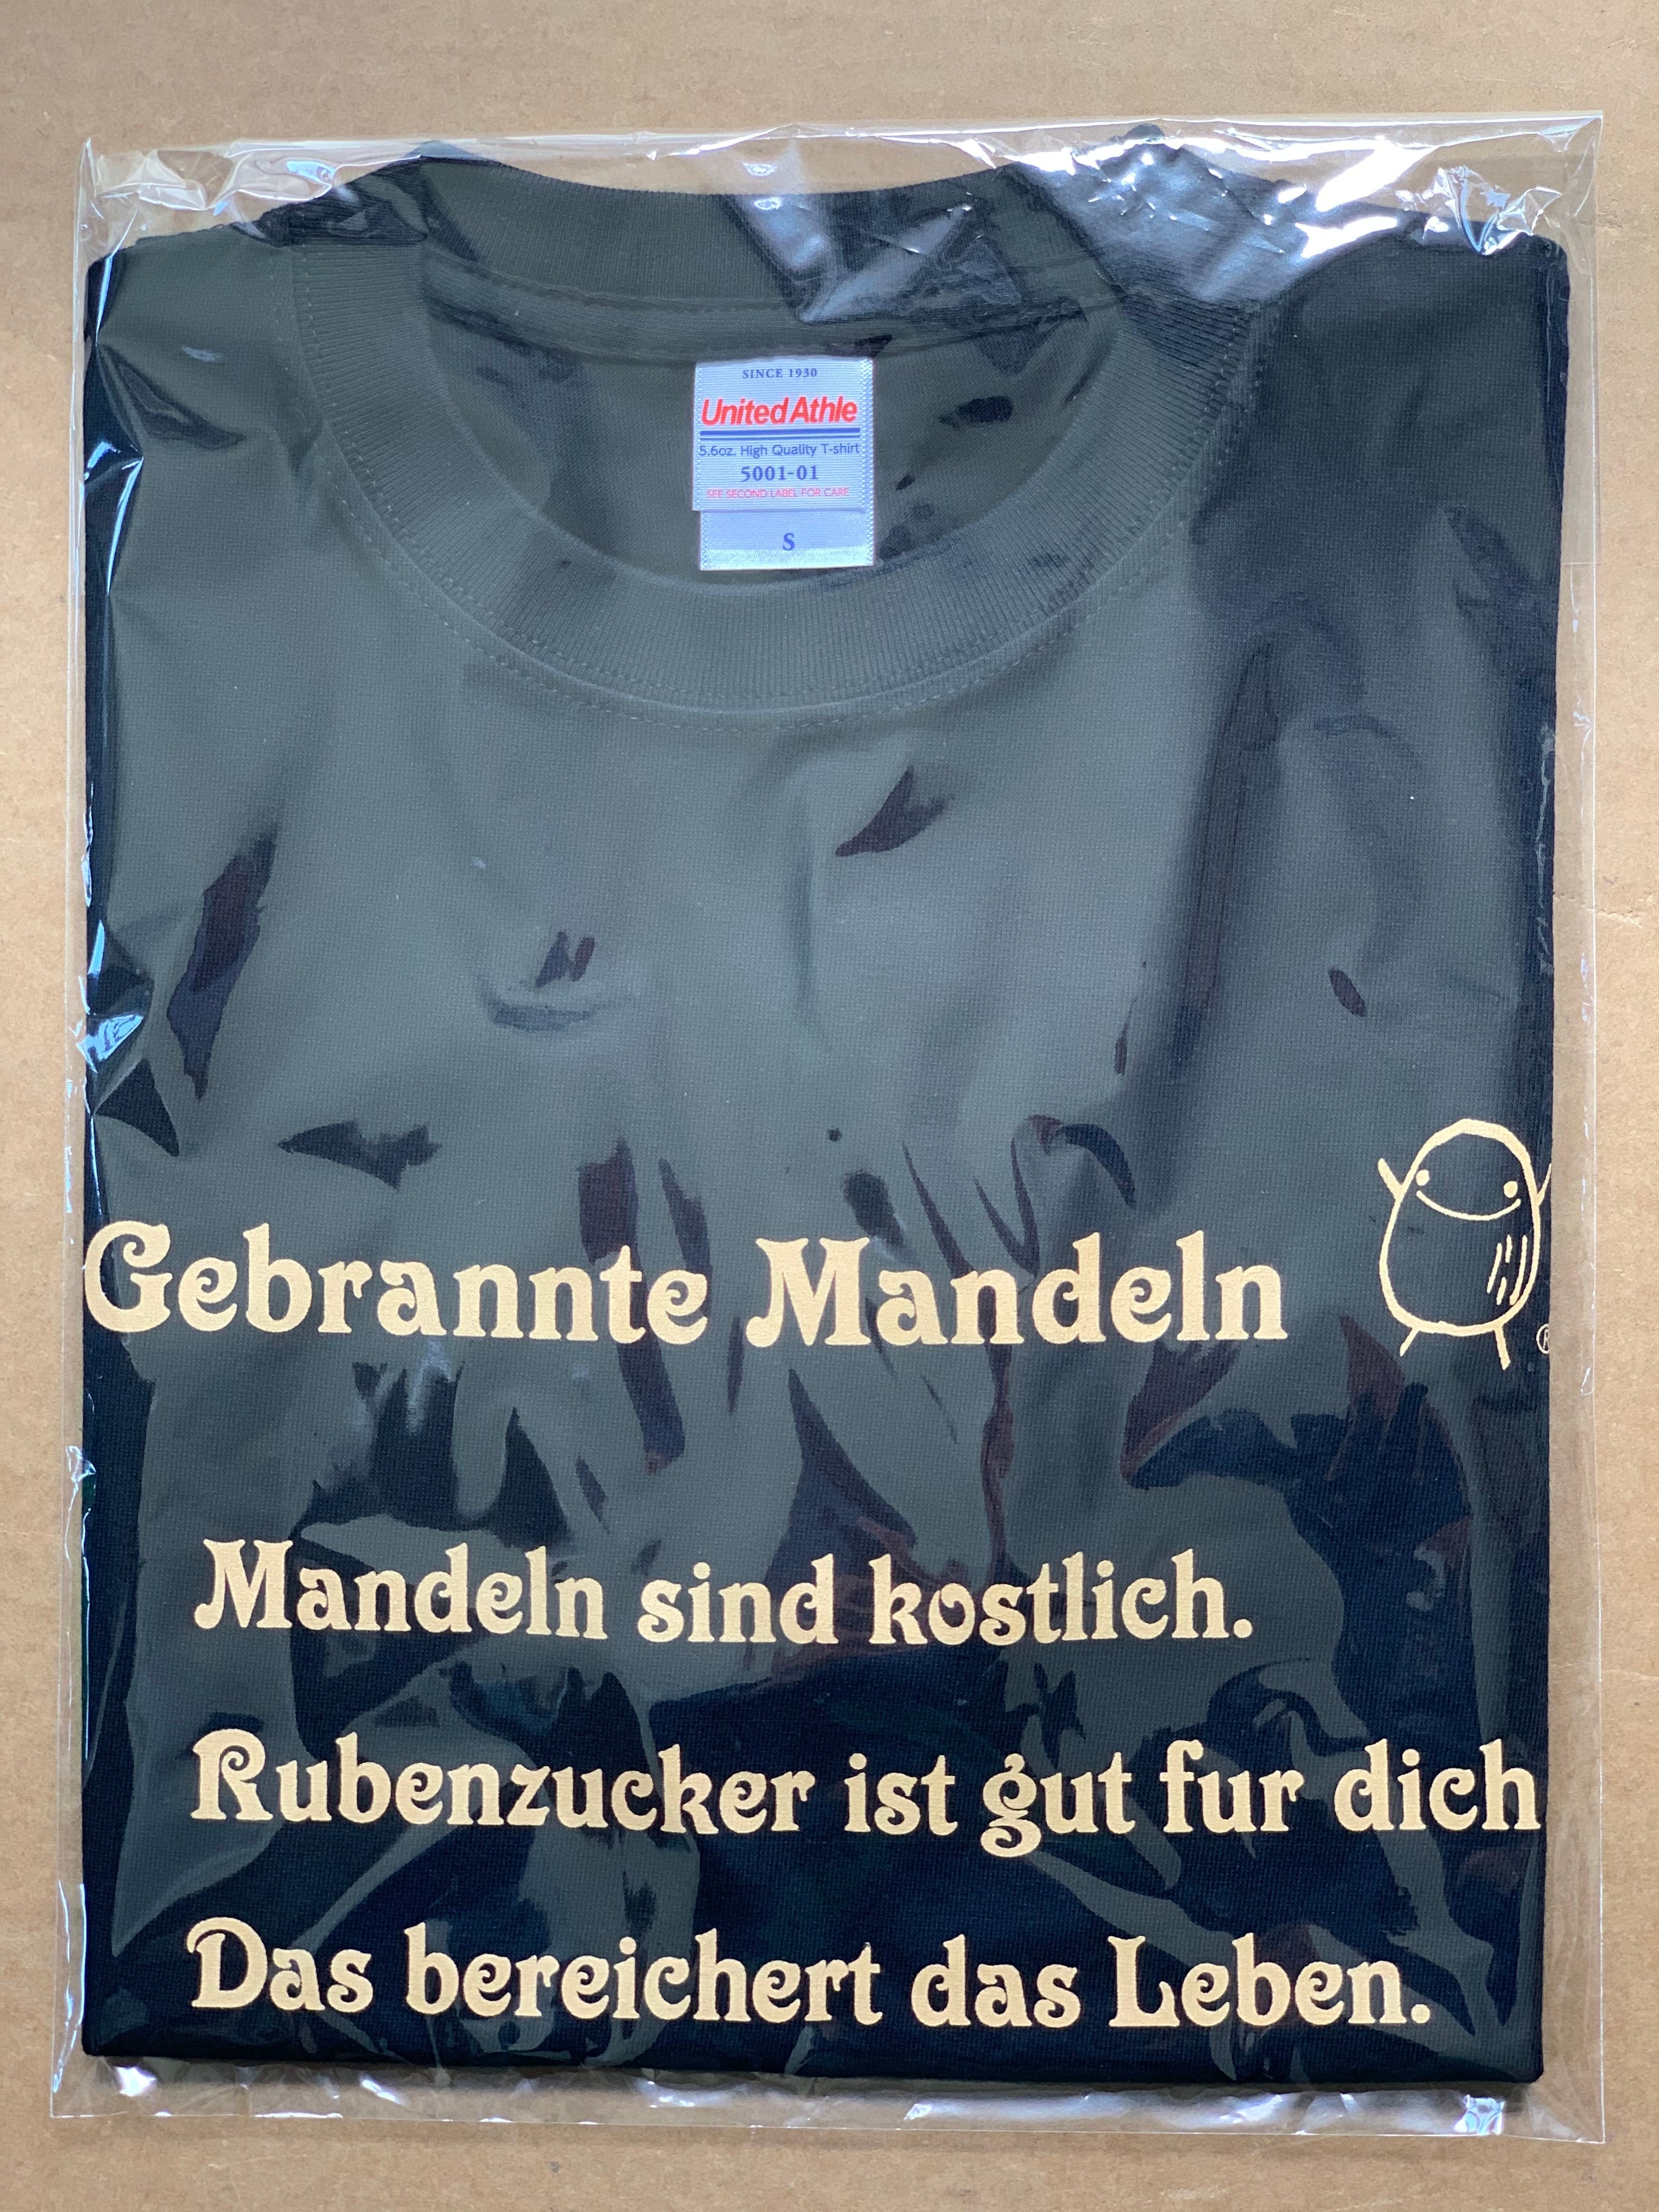 SINCE 1930
United Athle
5.6oz. High Quality T-shirt
5001-01
SEE SECOND LABEL FOR CARE
S
Gebrannte Mandeln
®
Mandeln sind kostlich.
Rubenzucker ist gut fur dich
Das bereichert das Leben.